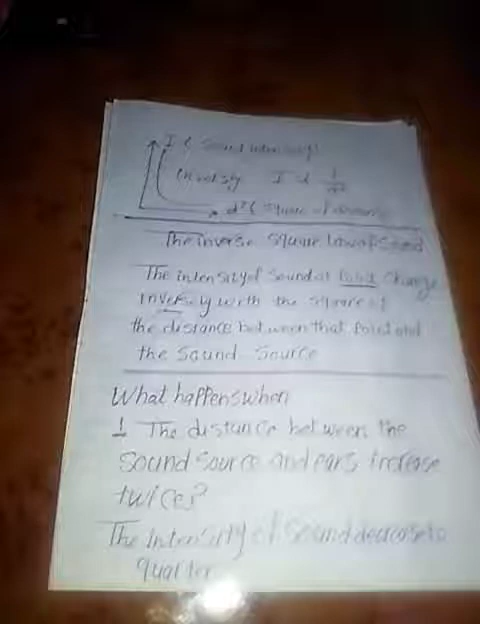 I ( Sound intensity)
Inversly I α 1/d²
d² ( square of distance
The inverse square law of Sound
The intensity of Sound at Point Change
inversely with the square of
the distance between that Point and
the Sound Source
What happens when
1 The distance between the
Sound Source and ears increase
twices?
The Intensity of Sound decrease to
quarter